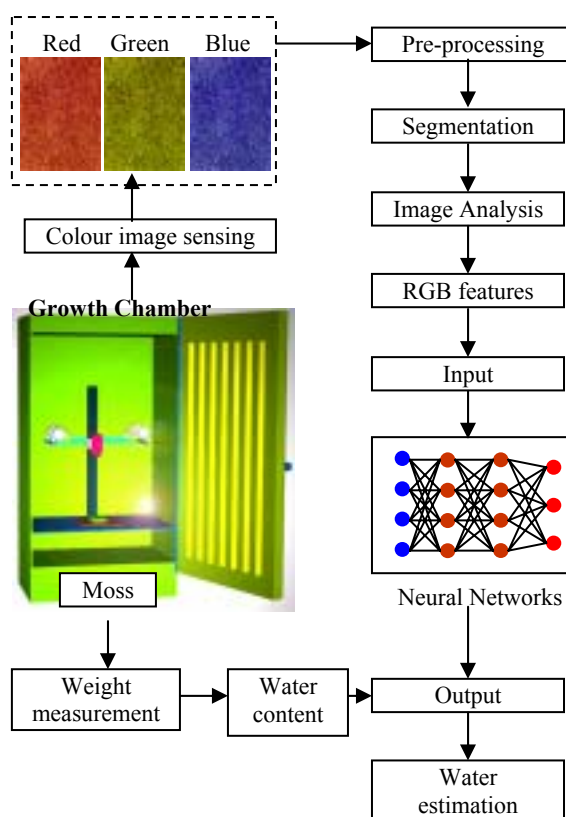 Red Green Blue
Pre-processing
Segmentation
Colour image sensing
Image Analysis
RGB features
Growth Chamber
Input
Moss
Neural Networks
Weight
measurement
Water
content
Output
Water
estimation